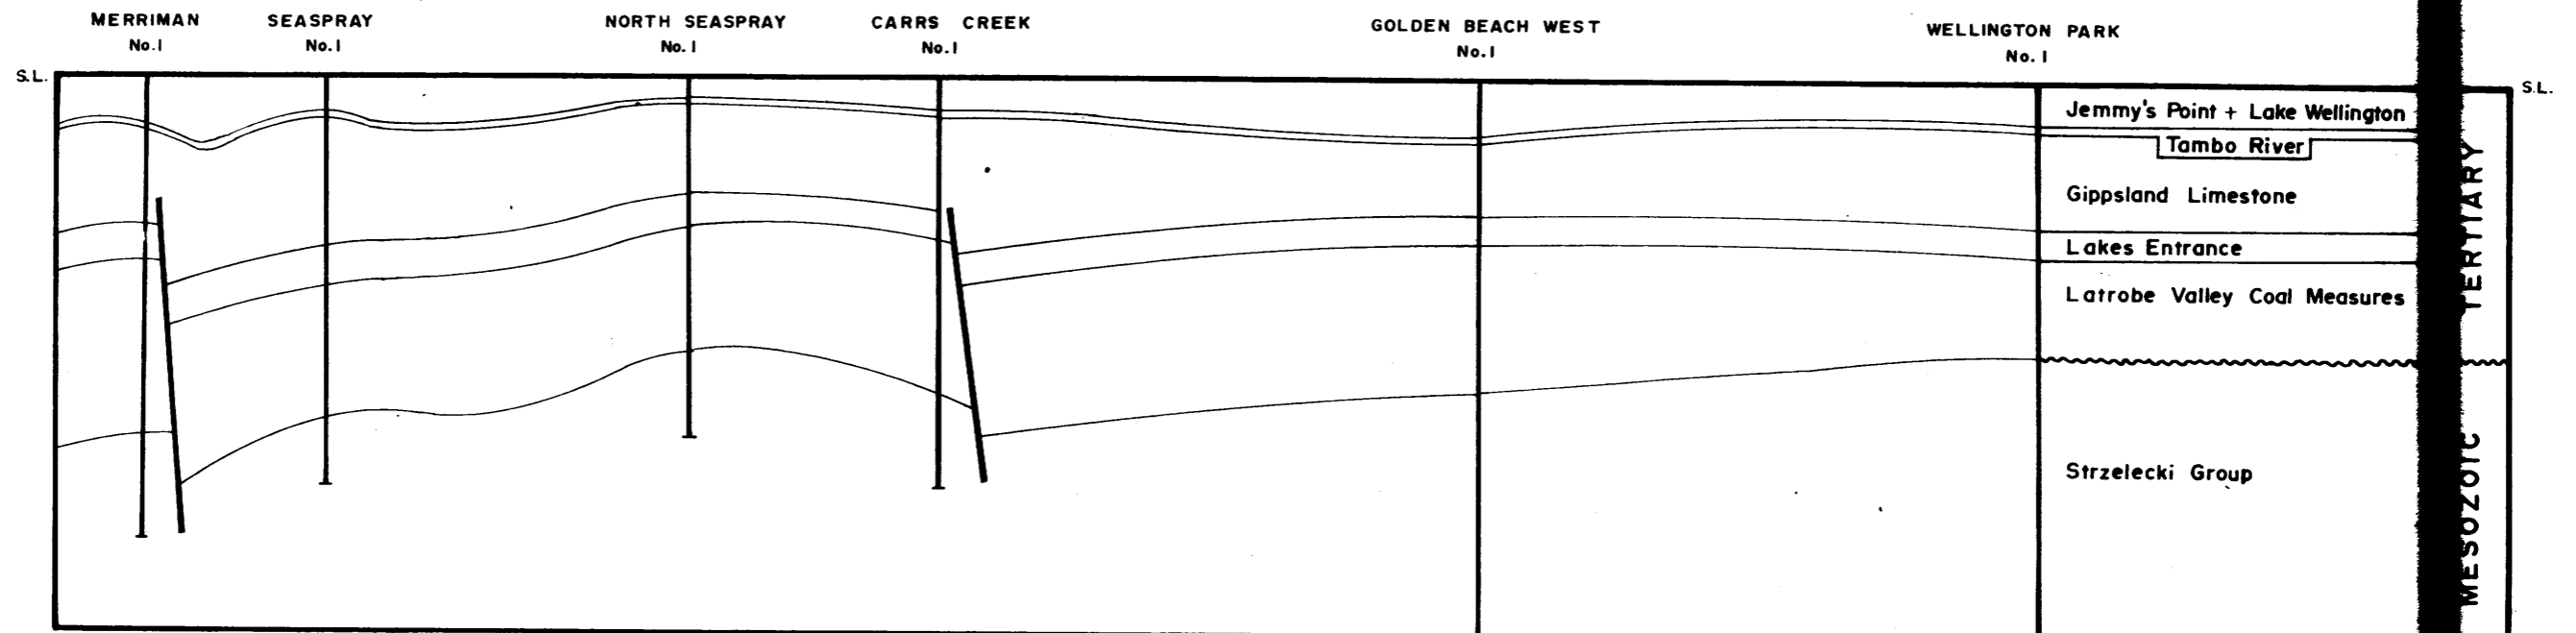 MERRIMAN
No.1
SEASPRAY
No.1
NORTH SEASPRAY
No.1
CARRS CREEK
No.1
GOLDEN BEACH WEST
No.1
WELLINGTON PARK
No.1
S.L.
S.L.
Jemmy's Point + Lake Wellington
Tambo River
Gippsland Limestone
Lakes Entrance
Latrobe Valley Coal Measures
Strzelecki Group
TERTIARY
MESOZOIC